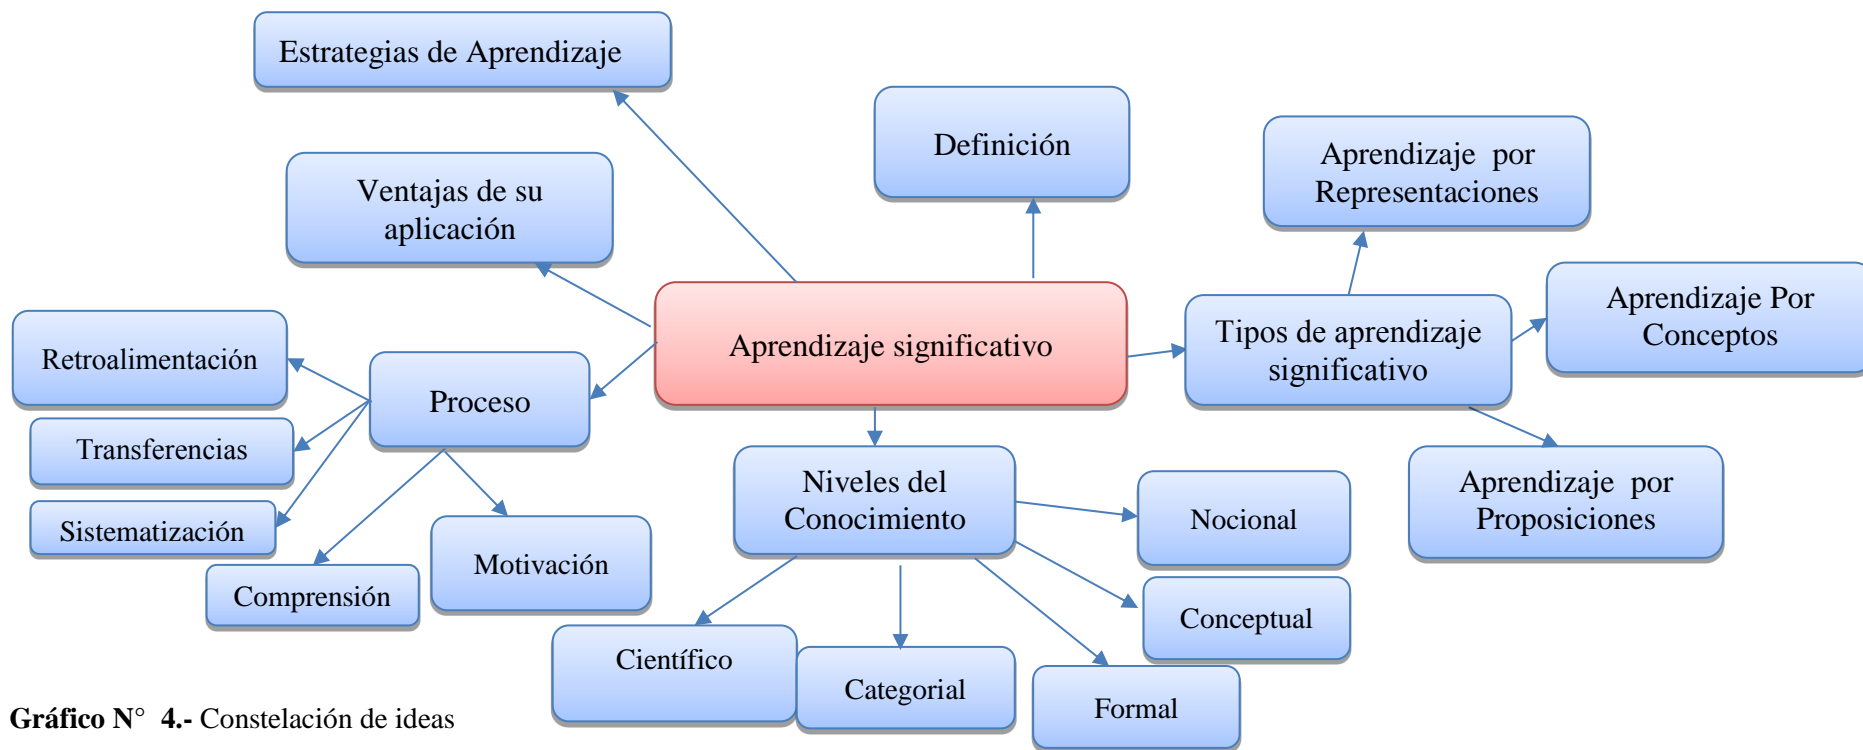 Estrategias de Aprendizaje
Definición
Aprendizaje por
Representaciones
Ventajas de su
aplicación
Aprendizaje Por
Conceptos
Tipos de aprendizaje
significativo
Aprendizaje significativo
Retroalimentación
Proceso
Transferencias
Sistematización
Comprensión
Motivación
Niveles del
Conocimiento
Nocional
Aprendizaje por
Proposiciones
Conceptual
Científico
Categorial
Formal
Gráfico N° 4.- Constelación de ideas